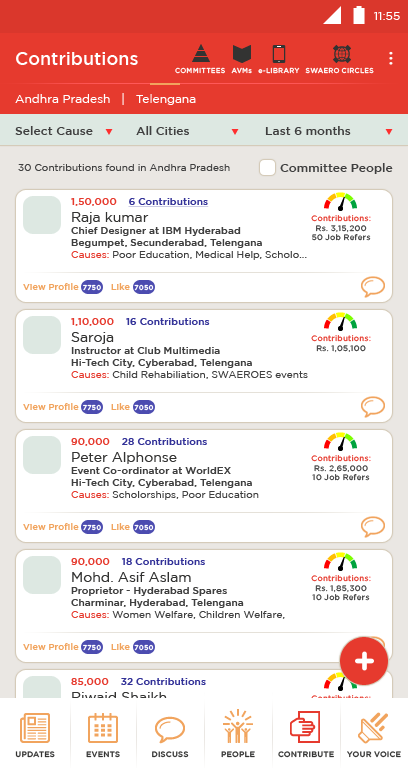 11:55
Contributions
COMMITTEES AVMs e-LIBRARY SWAERO CIRCLES
Andhra Pradesh | Telengana
Select Cause All Cities Last 6 months
30 Contributions found in Andhra Pradesh Committee People
1,50,000 6 Contributions
Raja kumar
Chief Designer at IBM Hyderabad
Begumpet, Secunderabad, Telengana
Causes: Poor Education, Medical Help, Scholo...
Contributions:
Rs. 3,15,200
50 Job Refers
View Profile 7750 Like 7050
1,10,000 16 Contributions
Saroja
Instructor at Club Multimedia
Hi-Tech City, Cyberabad, Telengana
Causes: Child Rehabiliation, SWAEROES events
Contributions:
Rs. 1,05,100
View Profile 7750 Like 7050
90,000 28 Contributions
Peter Alphonse
Event Co-ordinator at WorldEX
Hi-Tech City, Cyberabad, Telengana
Causes: Scholorships, Poor Education
Contributions:
Rs. 2,65,000
10 Job Refers
View Profile 7750 Like 7050
90,000 18 Contributions
Mohd. Asif Aslam
Proprietor - Hyderabad Spares
Charminar, Hyderabad, Telengana
Causes: Women Welfare, Children Welfare,
Contributions:
Rs. 1,85,300
10 Job Refers
View Profile 7750 Like 7050
85,000 32 Contributions
Riwaid Shaikh
Contributions:
UPDATES EVENTS DISCUSS PEOPLE CONTRIBUTE YOUR VOICE